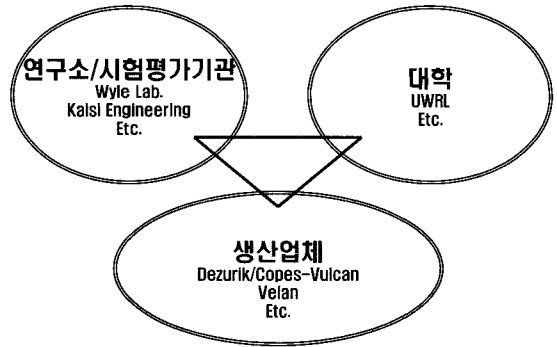 연구소/시험평가기관
Wyle Lab.
Kalsi Engineering
Etc.
대학
UWRL
Etc.
생산업체
Dezurik/Copes-Vulcan
Velan
Etc.